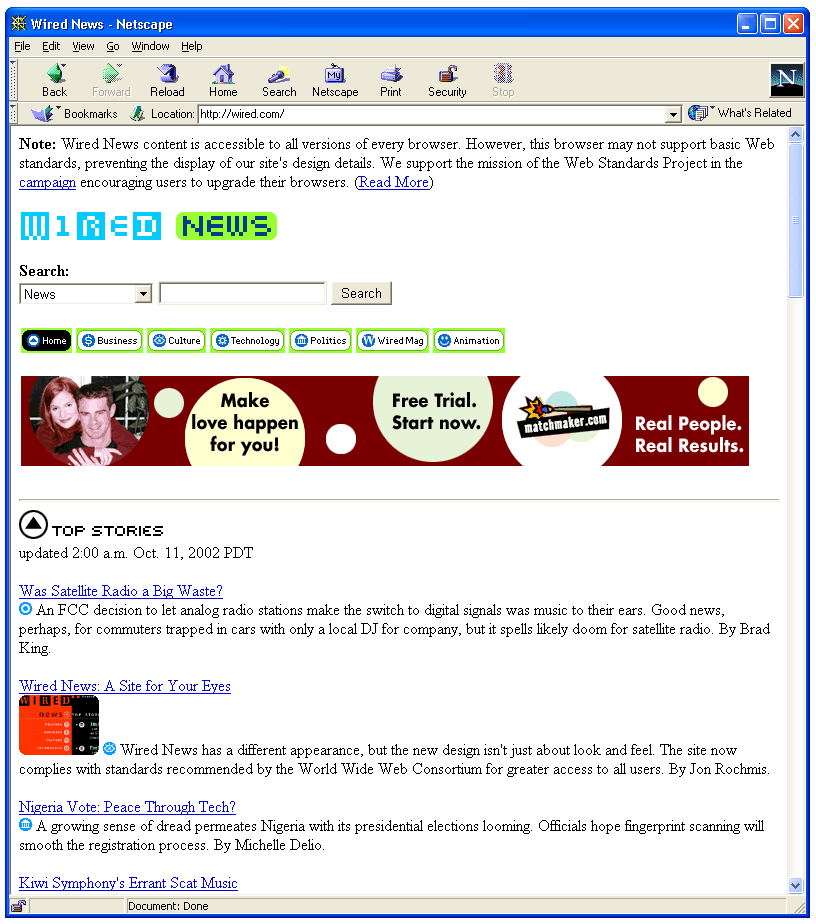 Wired News - Netscape
File Edit View Go Window Help
Back Forward Reload Home Search Netscape Print Security Stop
My
N
Bookmarks Location: http://wired.com/ What's Related
Note: Wired News content is accessible to all versions of every browser. However, this browser may not support basic Web
standards, preventing the display of our site's design details. We support the mission of the Web Standards Project in the
campaign encouraging users to upgrade their browsers. (Read More)
WIRED NEWS
Search:
News Search
Home Business Culture Technology Politics Wired Mag Animation
Make
love happen
for you!
Free Trial.
Start now.
matchmaker.com
Real People.
Real Results.
TOP STORIES
updated 2:00 a.m. Oct. 11, 2002 PDT
Was Satellite Radio a Big Waste?
An FCC decision to let analog radio stations make the switch to digital signals was music to their ears. Good news,
perhaps, for commuters trapped in cars with only a local DJ for company, but it spells likely doom for satellite radio. By Brad
King.
Wired News: A Site for Your Eyes
WIRED
news
Wired News has a different appearance, but the new design isn't just about look and feel. The site now
complies with standards recommended by the World Wide Web Consortium for greater access to all users. By Jon Rochmis.
Nigeria Vote: Peace Through Tech?
A growing sense of dread permeates Nigeria with its presidential elections looming. Officials hope fingerprint scanning will
smooth the registration process. By Michelle Delio.
Kiwi Symphony's Errant Scat Music
Document: Done